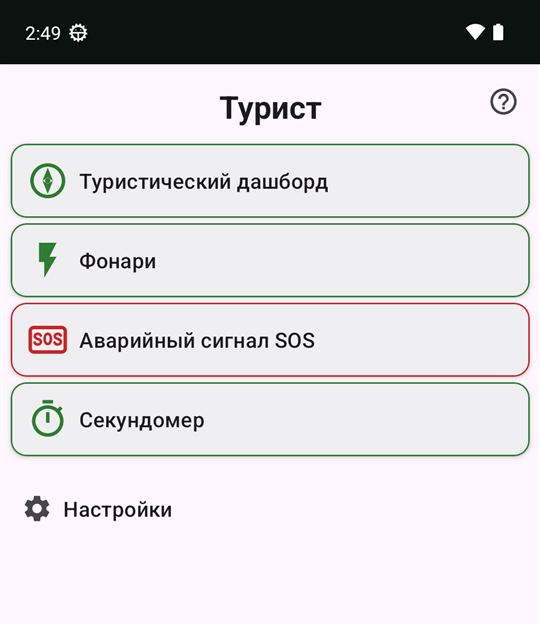 2:49
Турист
Туристический дашборд
Фонари
SOS Аварийный сигнал SOS
Секундомер
Настройки